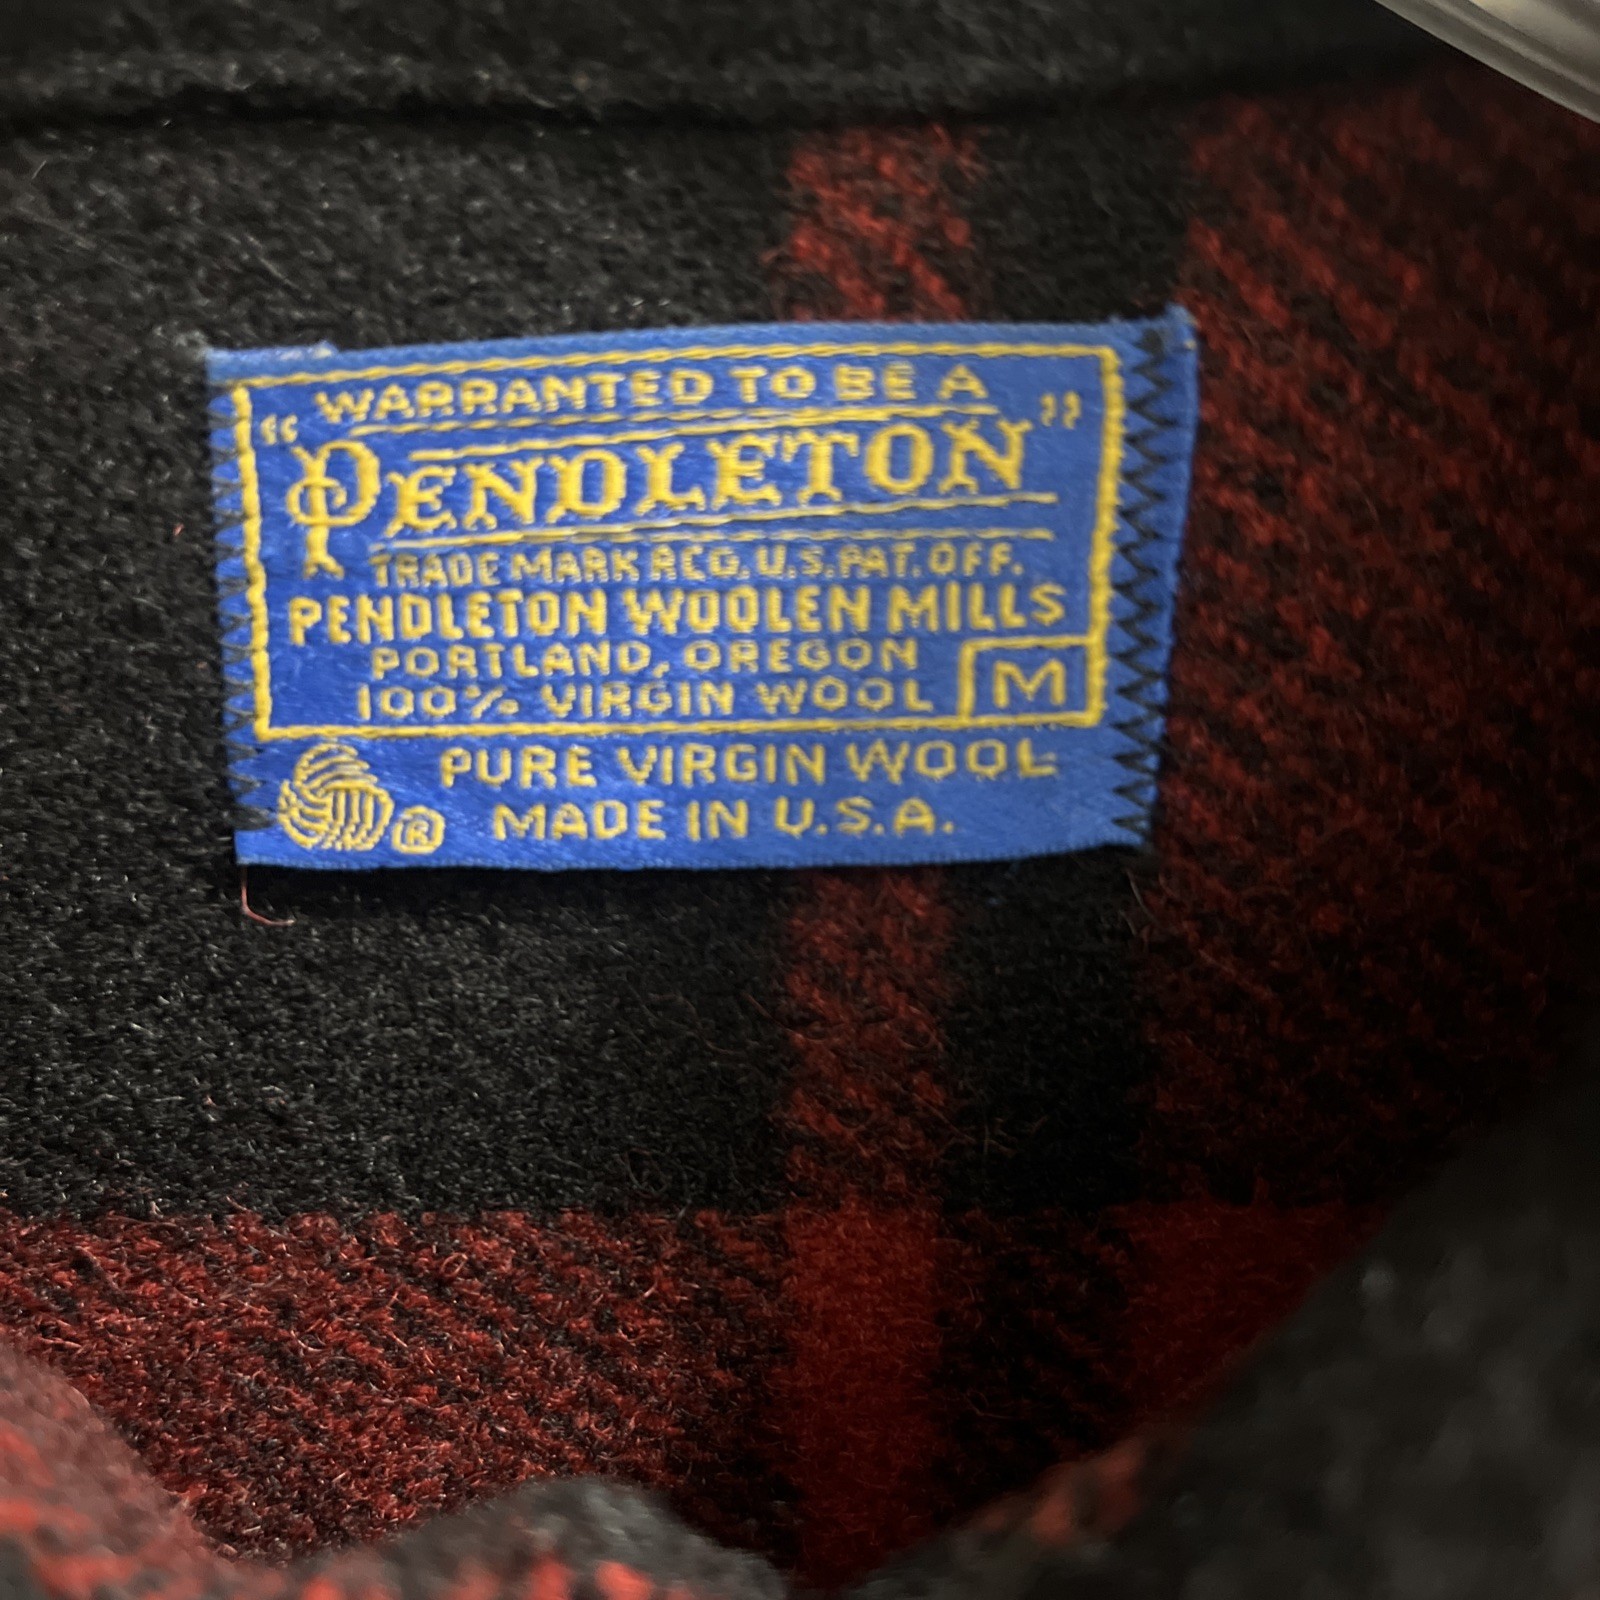 WARRANTED TO BE A
"PENDLETON"
TRADE MARK REG. U.S. PAT. OFF.
PENDLETON WOOLEN MILLS
PORTLAND, OREGON
100% VIRGIN WOOL M
PURE VIRGIN WOOL
® MADE IN U.S.A.